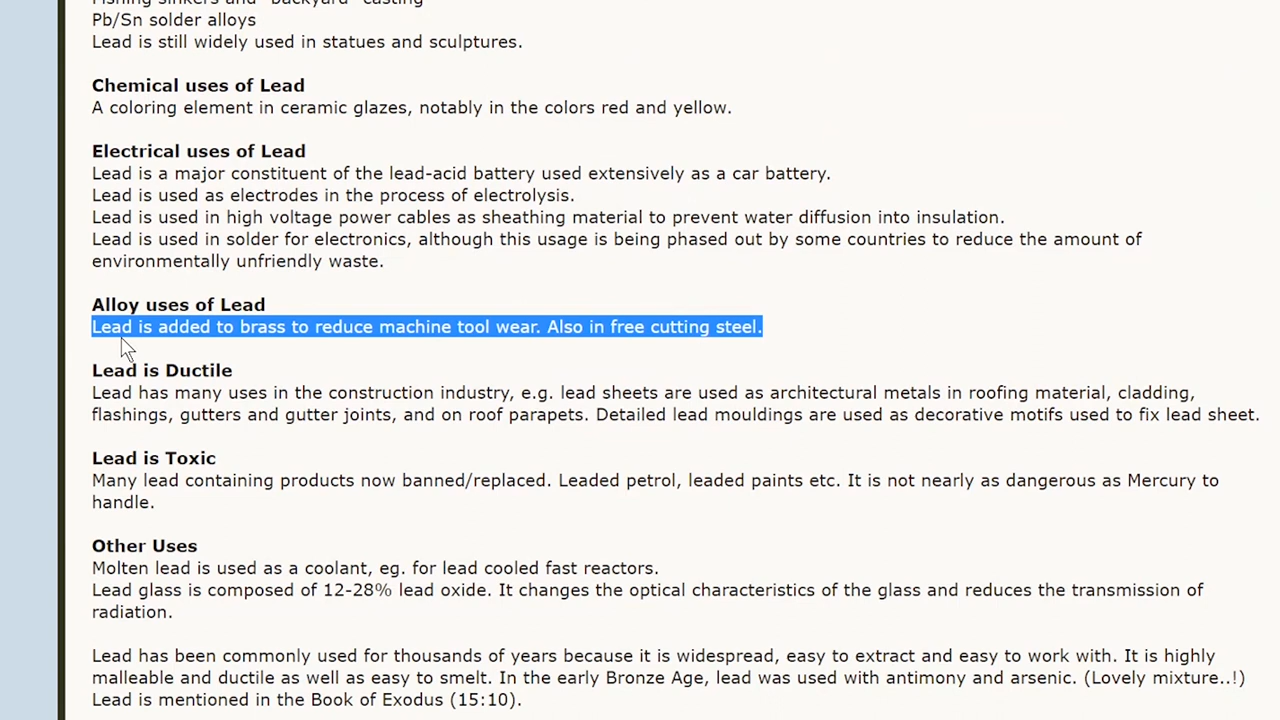 Fishing sinkers and "backyard" casting
Pb/Sn solder alloys
Lead is still widely used in statues and sculptures.
Chemical uses of Lead
A coloring element in ceramic glazes, notably in the colors red and yellow.
Electrical uses of Lead
Lead is a major constituent of the lead-acid battery used extensively as a car battery.
Lead is used as electrodes in the process of electrolysis.
Lead is used in high voltage power cables as sheathing material to prevent water diffusion into insulation.
Lead is used in solder for electronics, although this usage is being phased out by some countries to reduce the amount of
environmentally unfriendly waste.
Alloy uses of Lead
Lead is added to brass to reduce machine tool wear. Also in free cutting steel.
Lead is Ductile
Lead has many uses in the construction industry, e.g. lead sheets are used as architectural metals in roofing material, cladding,
flashings, gutters and gutter joints, and on roof parapets. Detailed lead mouldings are used as decorative motifs used to fix lead sheet.
Lead is Toxic
Many lead containing products now banned/replaced. Leaded petrol, leaded paints etc. It is not nearly as dangerous as Mercury to
handle.
Other Uses
Molten lead is used as a coolant, eg. for lead cooled fast reactors.
Lead glass is composed of 12-28% lead oxide. It changes the optical characteristics of the glass and reduces the transmission of
radiation.
Lead has been commonly used for thousands of years because it is widespread, easy to extract and easy to work with. It is highly
malleable and ductile as well as easy to smelt. In the early Bronze Age, lead was used with antimony and arsenic. (Lovely mixture..!)
Lead is mentioned in the Book of Exodus (15:10).